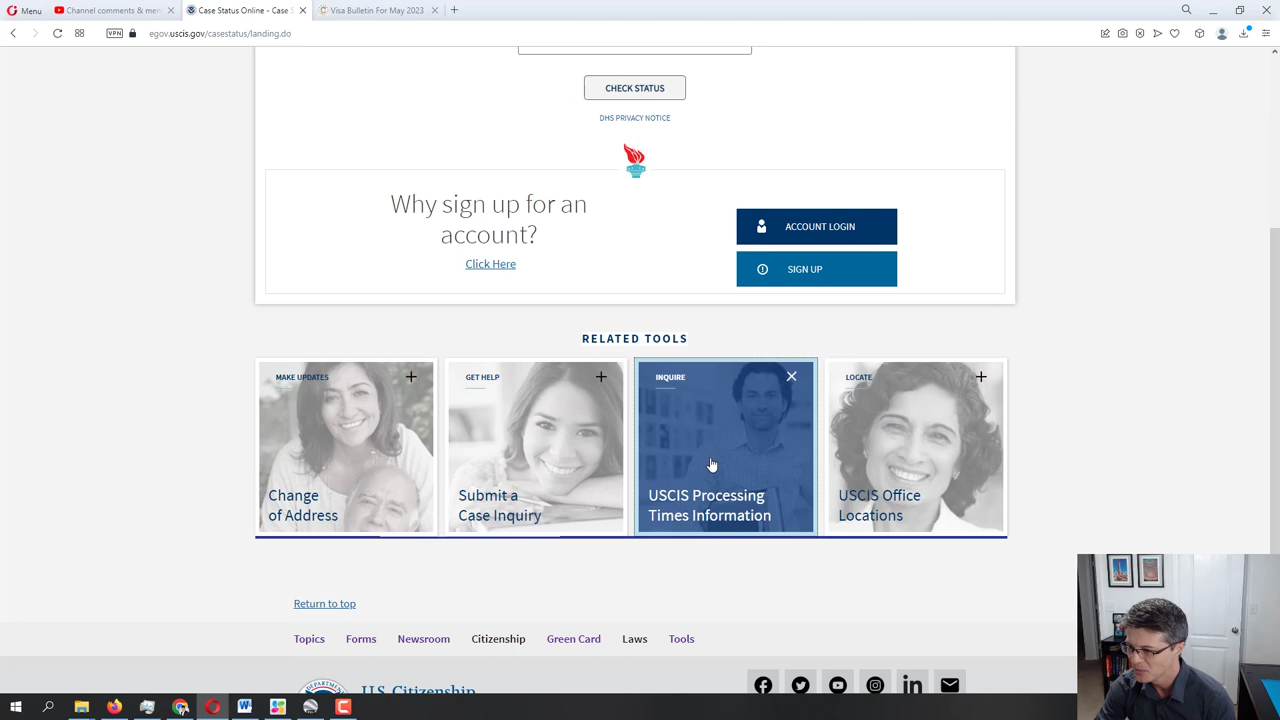 Menu
Channel comments & men
Case Status Online - Case S
Visa Bulletin For May 2023
VPN
egov.uscis.gov/casestatus/landing.do
CHECK STATUS
DHS PRIVACY NOTICE
Why sign up for an
account?
Click Here
ACCOUNT LOGIN
SIGN UP
RELATED TOOLS
MAKE UPDATES
Change
of Address
GET HELP
Submit a
Case Inquiry
INQUIRE
USCIS Processing
Times Information
LOCATE
USCIS Office
Locations
Return to top
Topics
Forms
Newsroom
Citizenship
Green Card
Laws
Tools
U.S. Citizenship